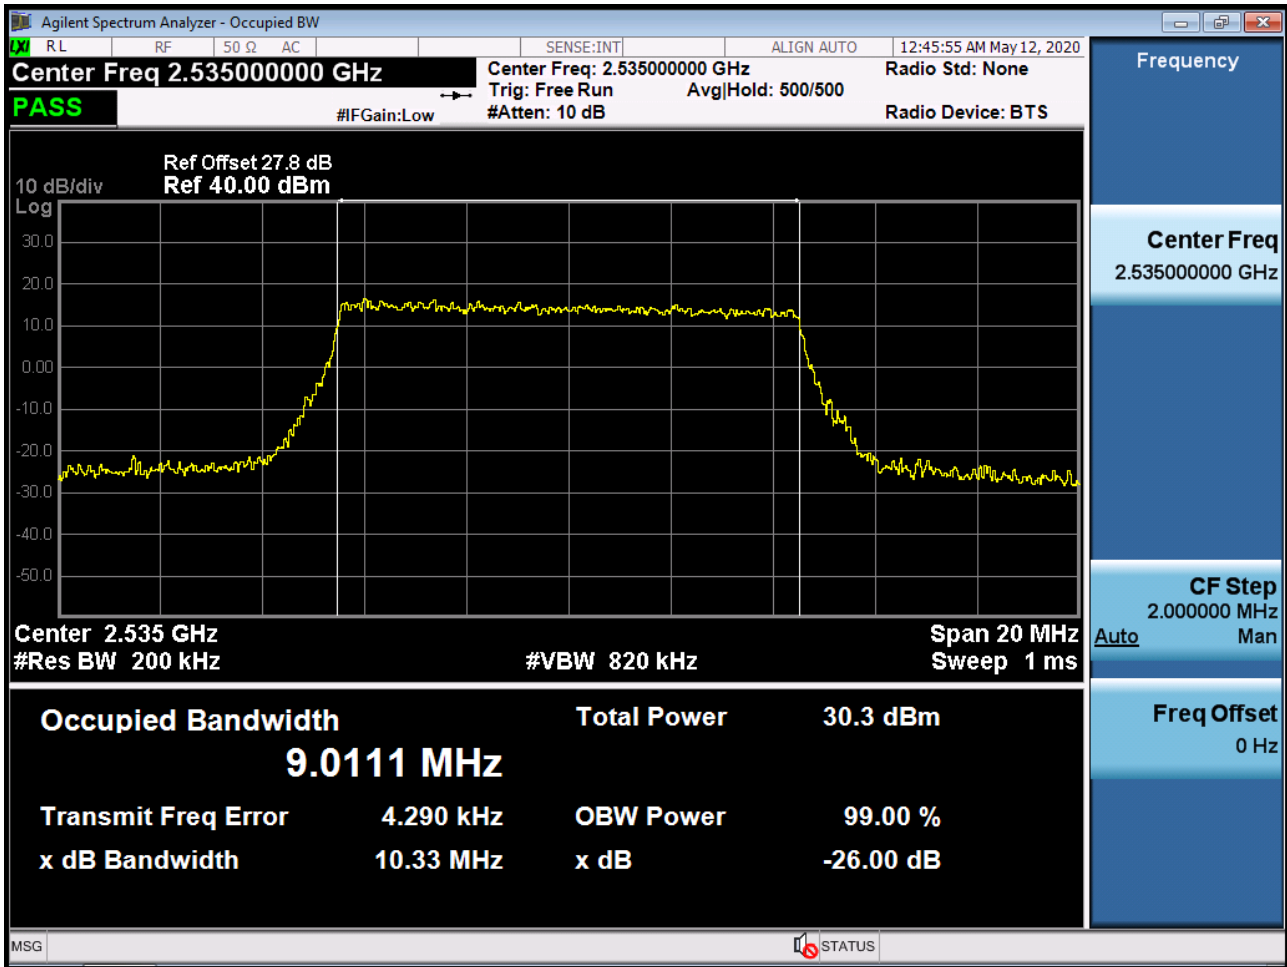 Agilent Spectrum Analyzer - Occupied BW
LXI RL RF 50 Ω AC SENSE:INT ALIGN AUTO 12:45:55 AM May 12, 2020
Center Freq 2.535000000 GHz
PASS
#IFGain:Low
Center Freq: 2.535000000 GHz
Trig: Free Run Avg|Hold: 500/500
#Atten: 10 dB
Radio Std: None
Radio Device: BTS
Ref Offset 27.8 dB
10 dB/div Ref 40.00 dBm
Log
30.0
20.0
10.0
0.00
-10.0
-20.0
-30.0
-40.0
-50.0
Center 2.535 GHz Span 20 MHz
#Res BW 200 kHz #VBW 820 kHz Sweep 1 ms
Occupied Bandwidth Total Power 30.3 dBm
9.0111 MHz
Transmit Freq Error 4.290 kHz OBW Power 99.00 %
x dB Bandwidth 10.33 MHz x dB -26.00 dB
MSG STATUS
Frequency
Center Freq
2.535000000 GHz
CF Step
2.000000 MHz
Auto Man
Freq Offset
0 Hz